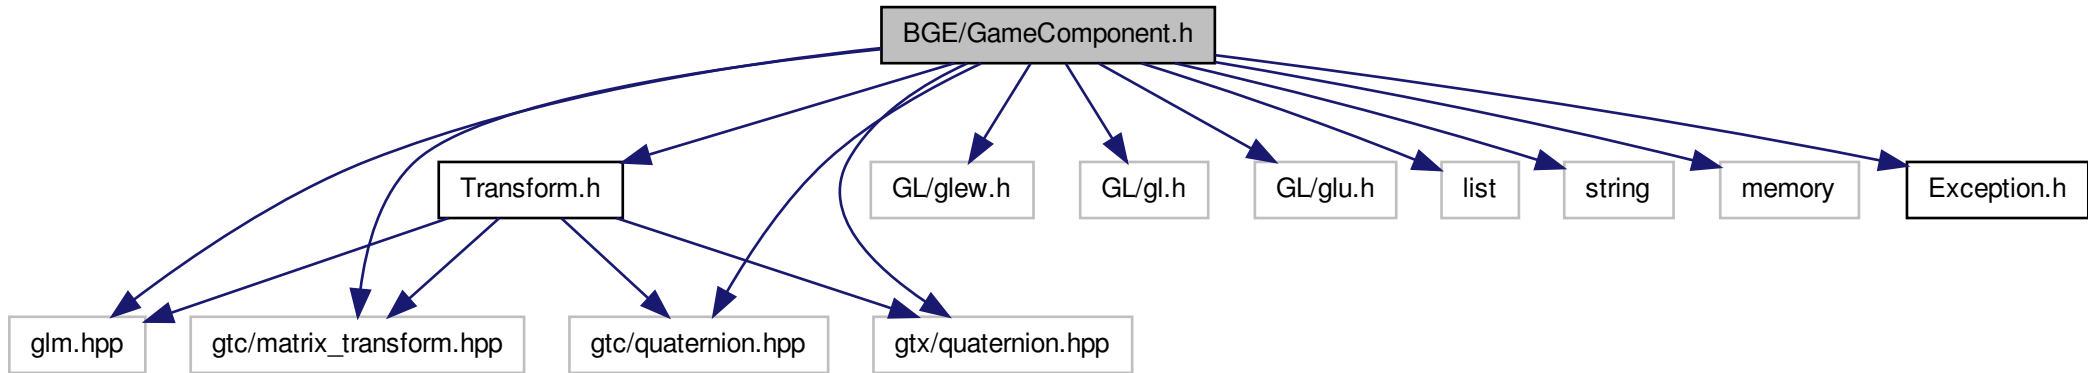 BGE/GameComponent.h
Transform.h
GL/glew.h
GL/gl.h
GL/glu.h
list
string
memory
Exception.h
glm.hpp
gtc/matrix_transform.hpp
gtc/quaternion.hpp
gtx/quaternion.hpp